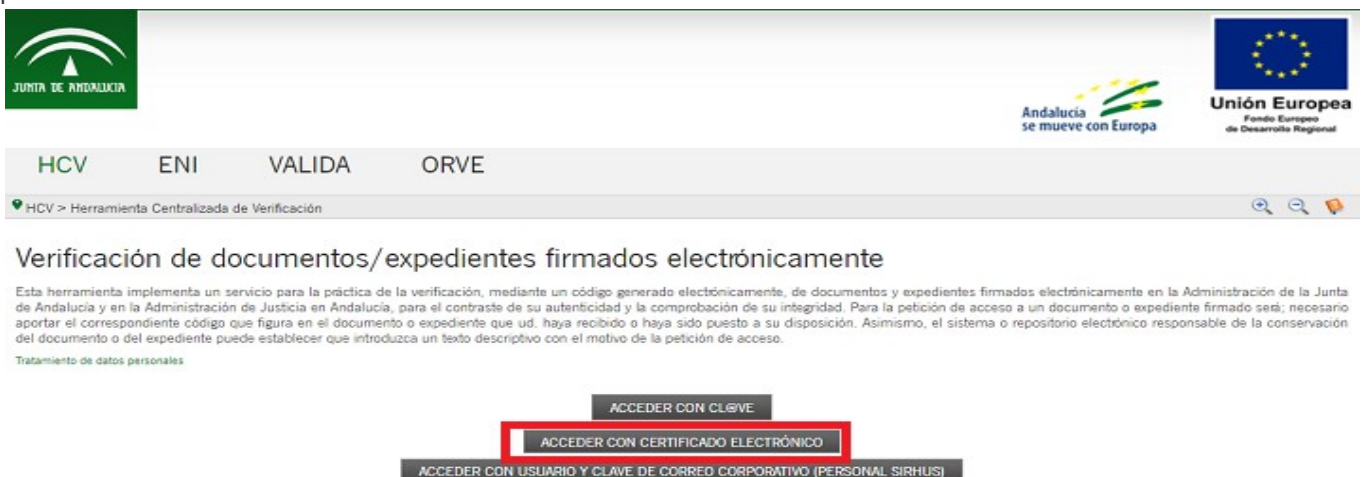 JUNTA DE ANDALUCIA
Andalucía
se mueve con Europa
Unión Europea
Fondo Europeo
de Desarrollo Regional
HCV ENI VALIDA ORVE
HCV > Herramienta Centralizada de Verificación
Verificación de documentos/expedientes firmados electrónicamente
Esta herramienta implementa un servicio para la práctica de la verificación, mediante un código generado electrónicamente, de documentos y expedientes firmados electrónicamente en la Administración de la Junta
de Andalucía y en la Administración de Justicia en Andalucía, para el contraste de su autenticidad y la comprobación de su integridad. Para la petición de acceso a un documento o expediente firmado será; necesario
aportar el correspondiente código que figura en el documento o expediente que ud. haya recibido o haya sido puesto a su disposición. Asimismo, el sistema o repositorio electrónico responsable de la conservación
del documento o del expediente puede establecer que introduzca un texto descriptivo con el motivo de la petición de acceso.
Tratamiento de datos personales
ACCEDER CON CL@VE
ACCEDER CON CERTIFICADO ELECTRÓNICO
ACCEDER CON USUARIO Y CLAVE DE CORREO CORPORATIVO (PERSONAL SIRHUS)